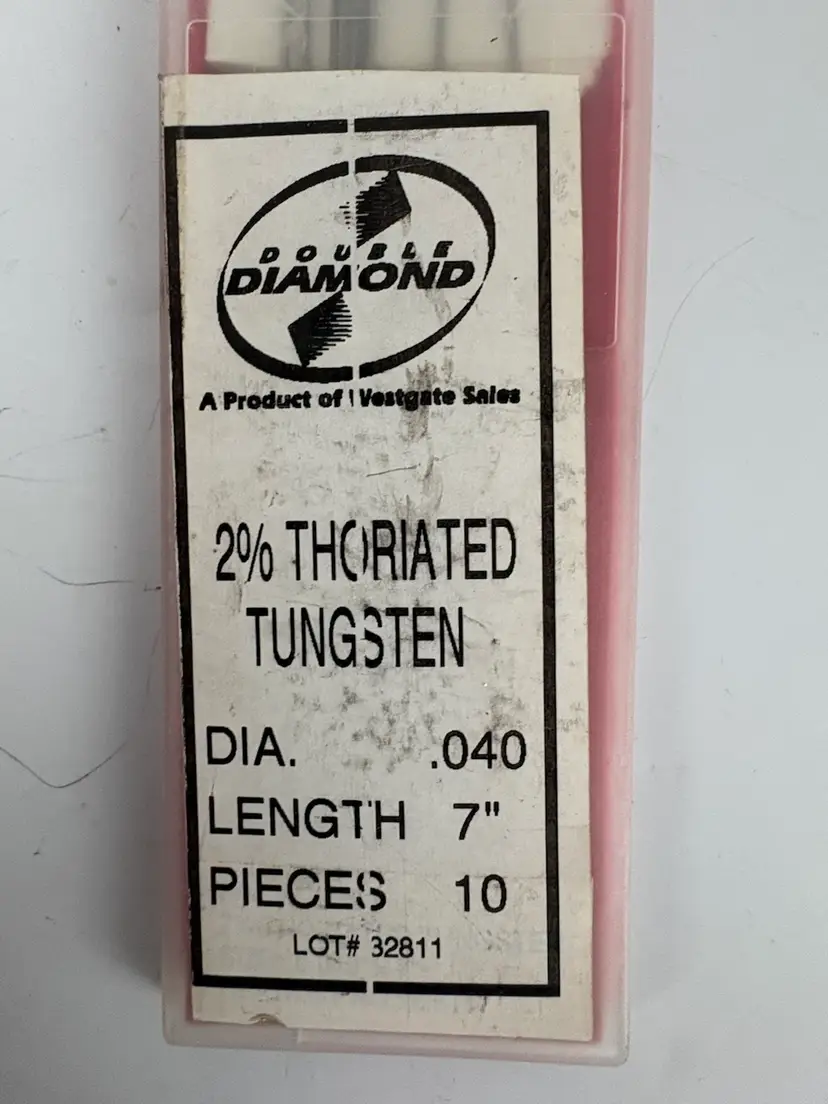 DOUBLE
DIAMOND
A Product of Westgate Sales
2% THORIATED
TUNGSTEN
DIA. .040
LENGTH 7"
PIECES 10
LOT# 32811